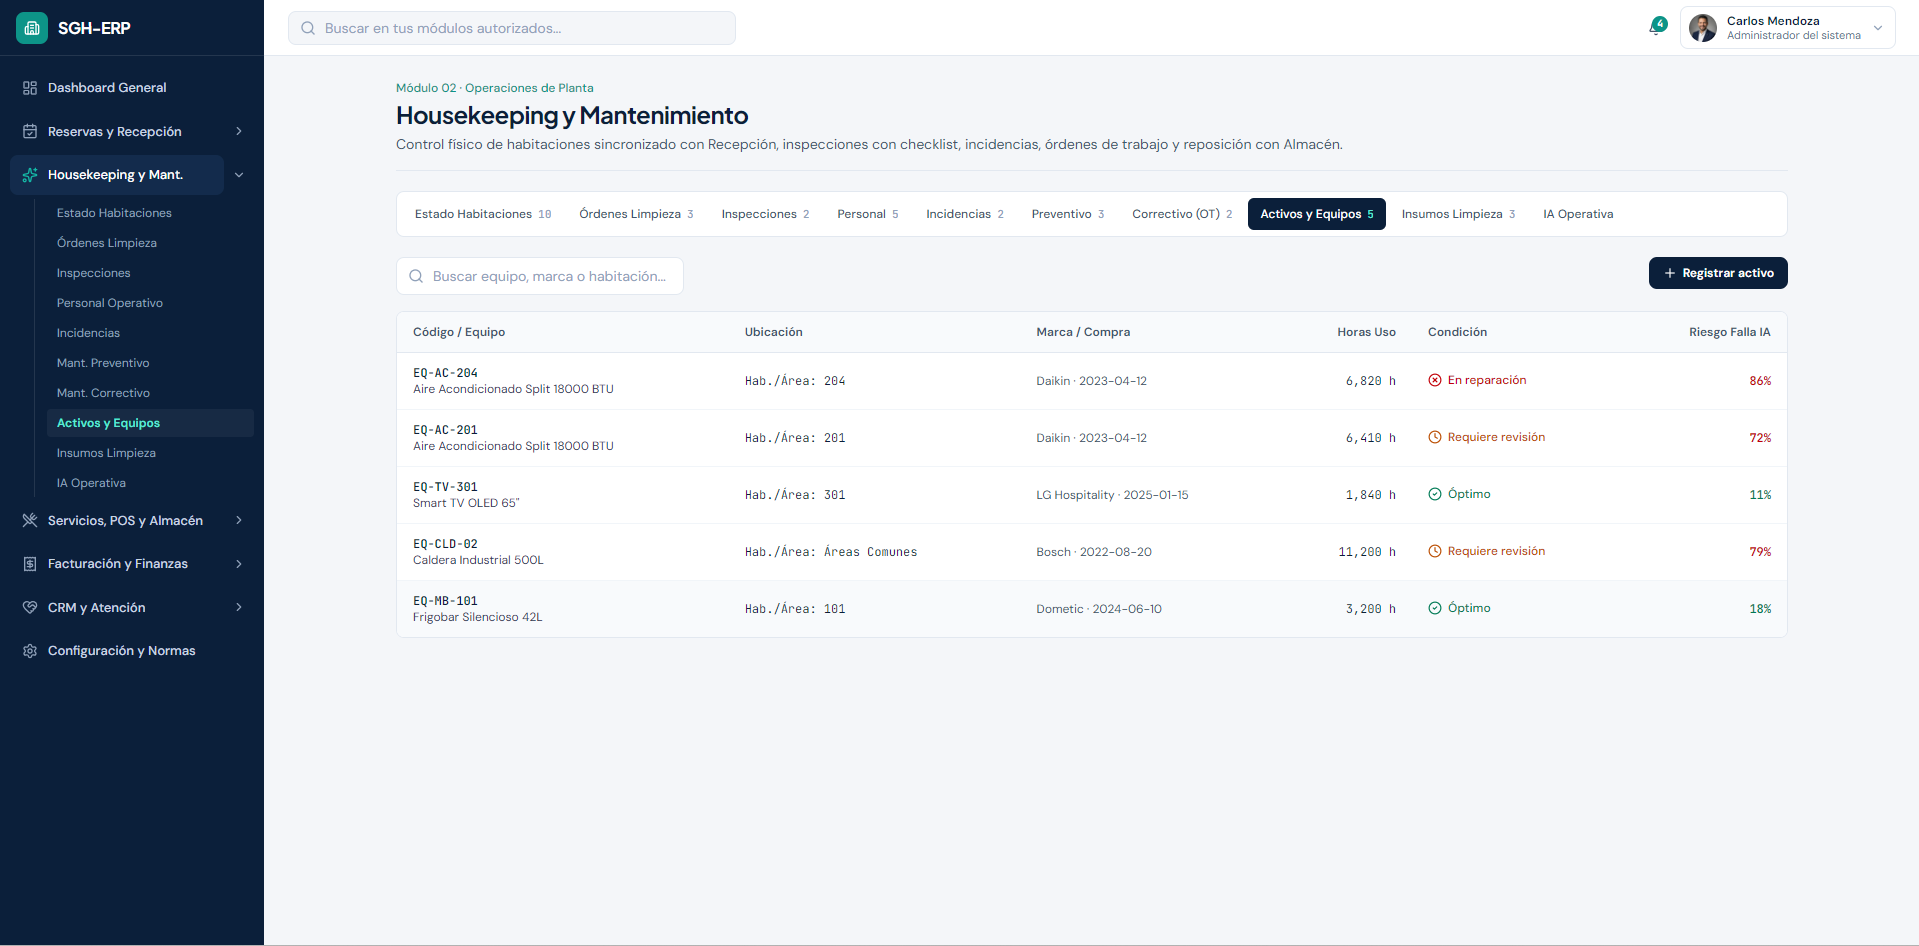 SGH-ERP
Buscar en tus módulos autorizados...
4
Carlos Mendoza
Administrador del sistema
Dashboard General
Reservas y Recepción
Housekeeping y Mant.
Estado Habitaciones
Órdenes Limpieza
Inspecciones
Personal Operativo
Incidencias
Mant. Preventivo
Mant. Correctivo
Activos y Equipos
Insumos Limpieza
IA Operativa
Servicios, POS y Almacén
Facturación y Finanzas
CRM y Atención
Configuración y Normas
Módulo 02 · Operaciones de Planta
Housekeeping y Mantenimiento
Control físico de habitaciones sincronizado con Recepción, inspecciones con checklist, incidencias, órdenes de trabajo y reposición con Almacén.
Estado Habitaciones 10 Órdenes Limpieza 3 Inspecciones 2 Personal 5 Incidencias 2 Preventivo 3 Correctivo (OT) 2 Activos y Equipos 5 Insumos Limpieza 3 IA Operativa
Buscar equipo, marca o habitación...
Registrar activo
Código / Equipo Ubicación Marca / Compra Horas Uso Condición Riesgo Falla IA
EQ-AC-204
Aire Acondicionado Split 18000 BTU
Hab./Área: 204 Daikin · 2023-04-12 6,820 h En reparación 86%
EQ-AC-201
Aire Acondicionado Split 18000 BTU
Hab./Área: 201 Daikin · 2023-04-12 6,410 h Requiere revisión 72%
EQ-TV-301
Smart TV OLED 65"
Hab./Área: 301 LG Hospitality · 2025-01-15 1,840 h Óptimo 11%
EQ-CLD-02
Caldera Industrial 500L
Hab./Área: Áreas Comunes Bosch · 2022-08-20 11,200 h Requiere revisión 79%
EQ-MB-101
Frigobar Silencioso 42L
Hab./Área: 101 Dometic · 2024-06-10 3,200 h Óptimo 18%